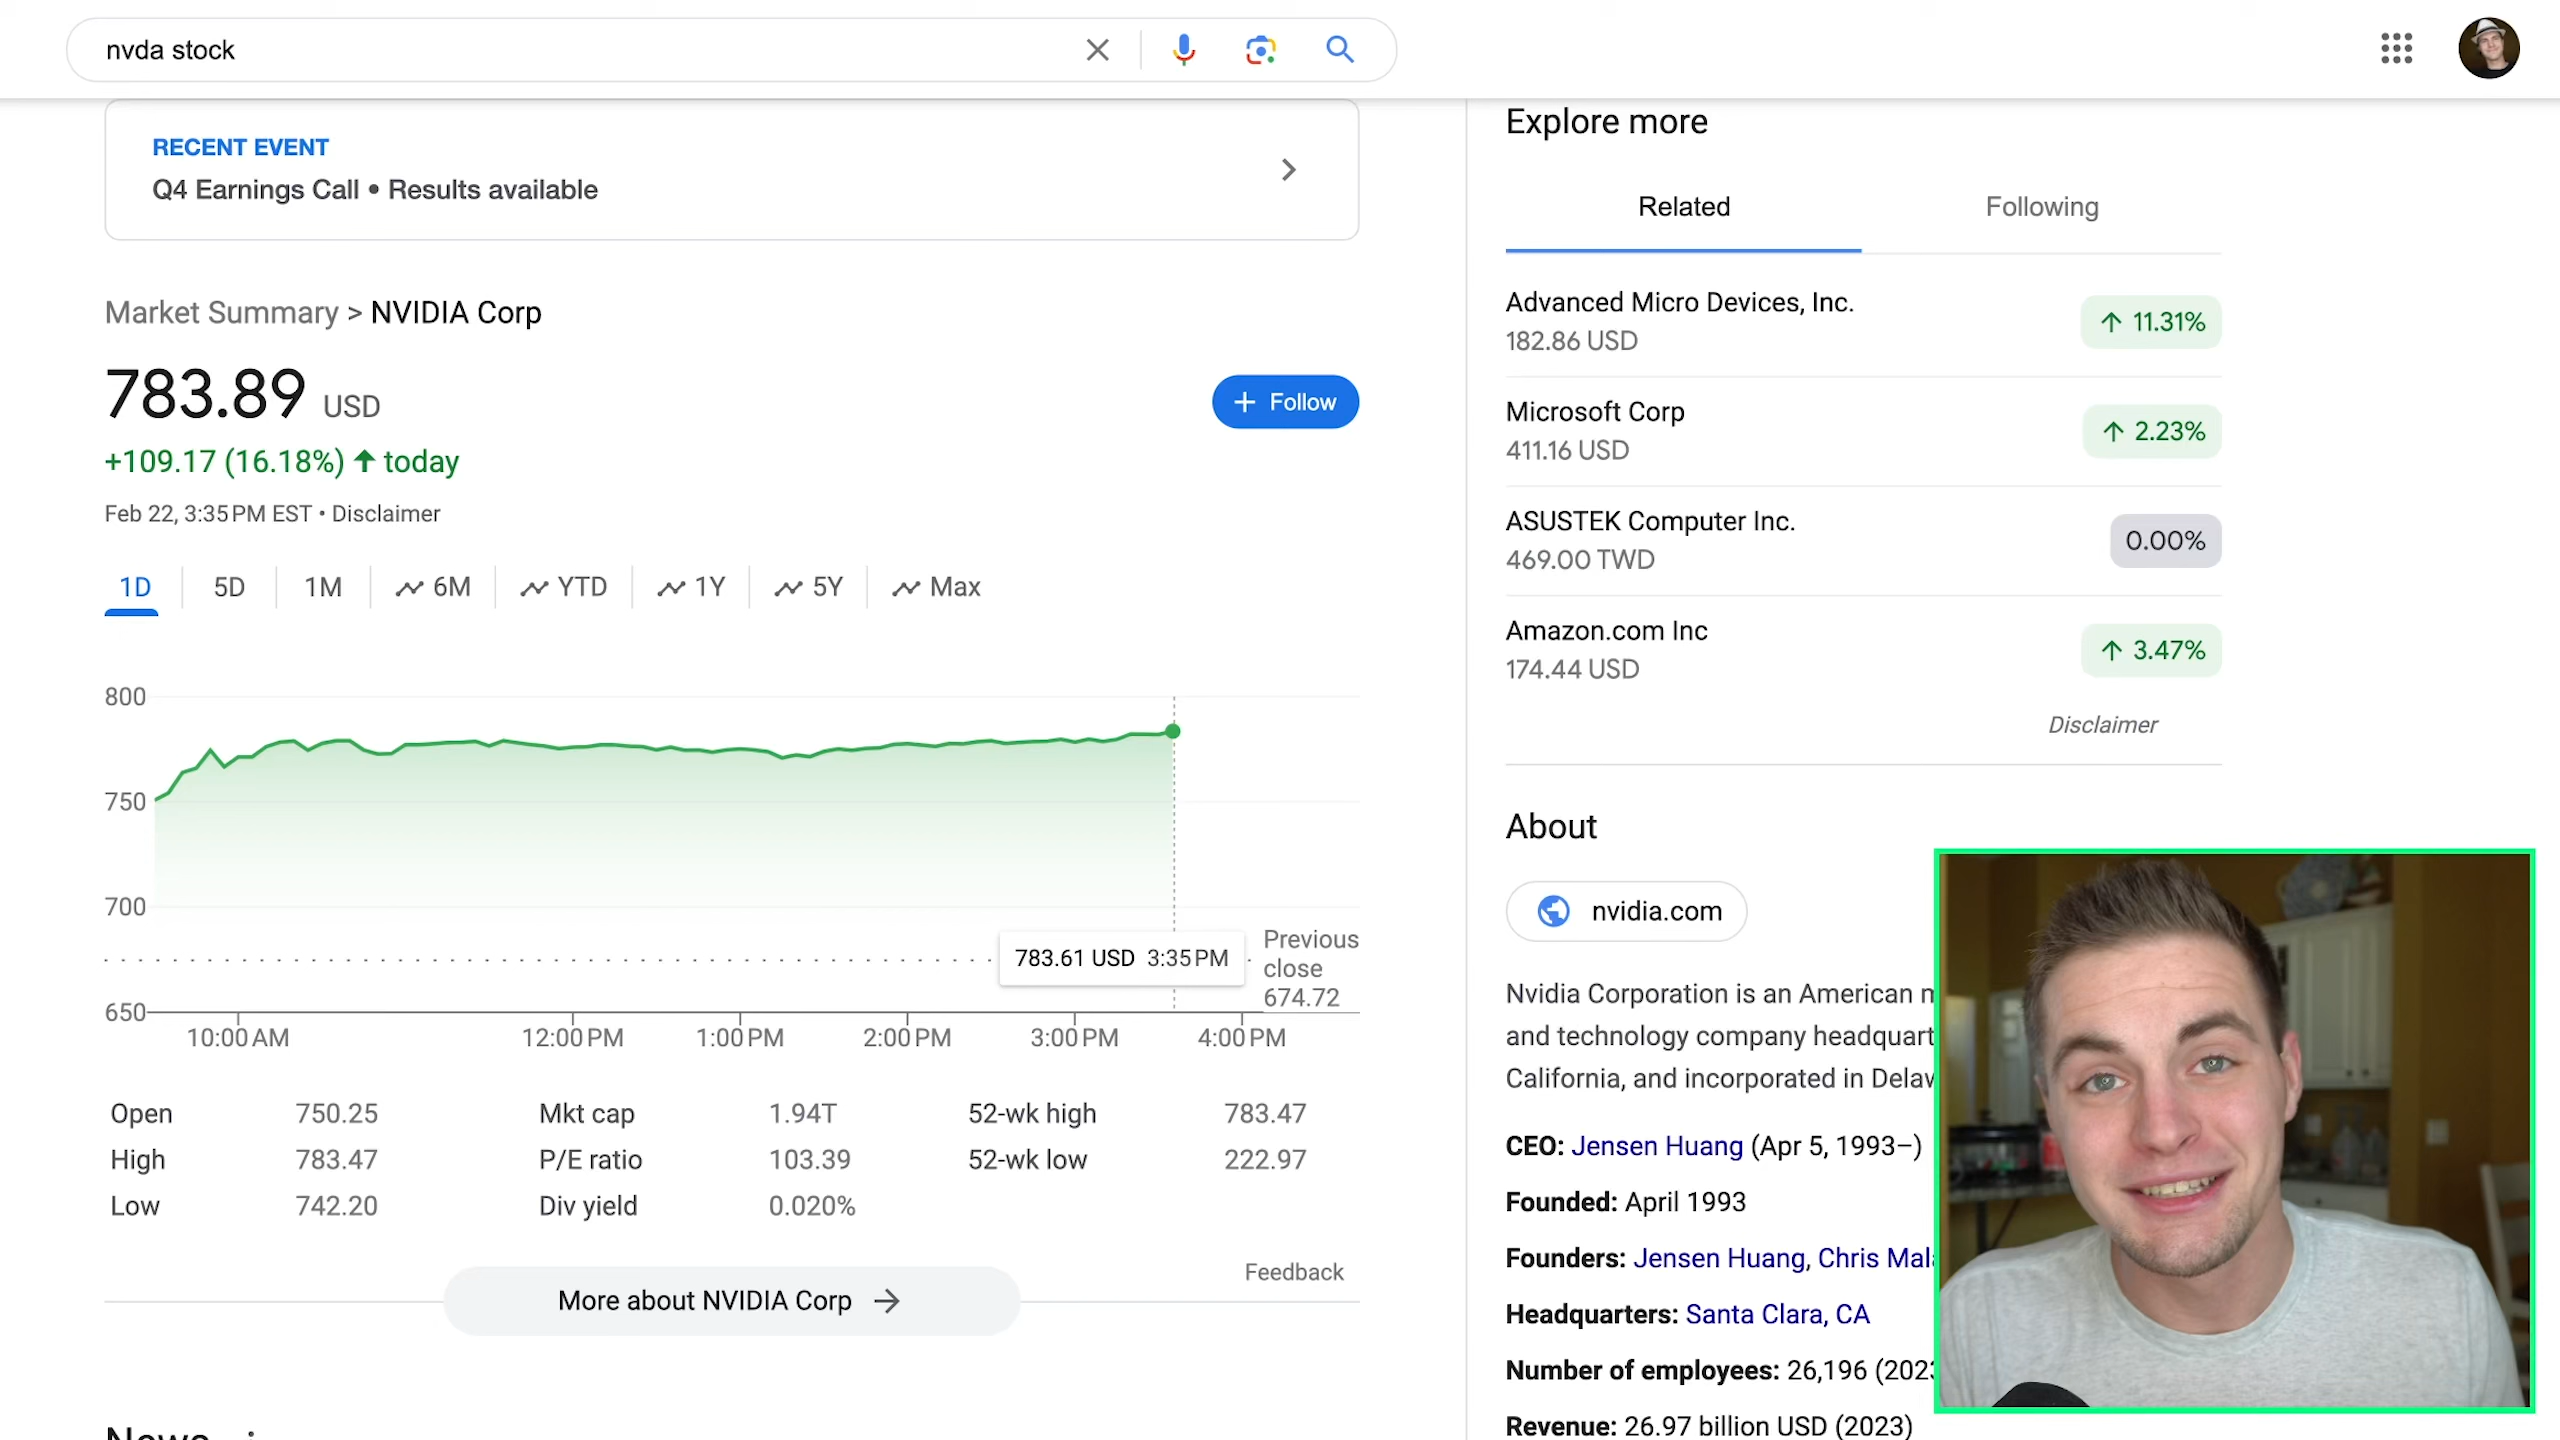 nvda stock
RECENT EVENT
Q4 Earnings Call • Results available
Market Summary > NVIDIA Corp
783.89 USD
+ Follow
+109.17 (16.18%) ↑ today
Feb 22, 3:35 PM EST • Disclaimer
1D 5D 1M 6M YTD 1Y 5Y Max
800
750
700
650
783.61 USD 3:35 PM
Previous
close
674.72
10:00 AM 12:00 PM 1:00 PM 2:00 PM 3:00 PM 4:00 PM
Open 750.25 Mkt cap 1.94T 52-wk high 783.47
High 783.47 P/E ratio 103.39 52-wk low 222.97
Low 742.20 Div yield 0.020%
Feedback
More about NVIDIA Corp →
Explore more
Related Following
Advanced Micro Devices, Inc.
182.86 USD
↑ 11.31%
Microsoft Corp
411.16 USD
↑ 2.23%
ASUSTEK Computer Inc.
469.00 TWD
0.00%
Amazon.com Inc
174.44 USD
↑ 3.47%
Disclaimer
About
nvidia.com
Nvidia Corporation is an American
and technology company
California, and incorporated in
CEO: Jensen Huang (Apr 5, 1993–)
Founded: April 1993
Founders: Jensen Huang, Chris
Headquarters: Santa Clara, CA
Number of employees: 26,196
Revenue: 26.97 billion USD (2023)